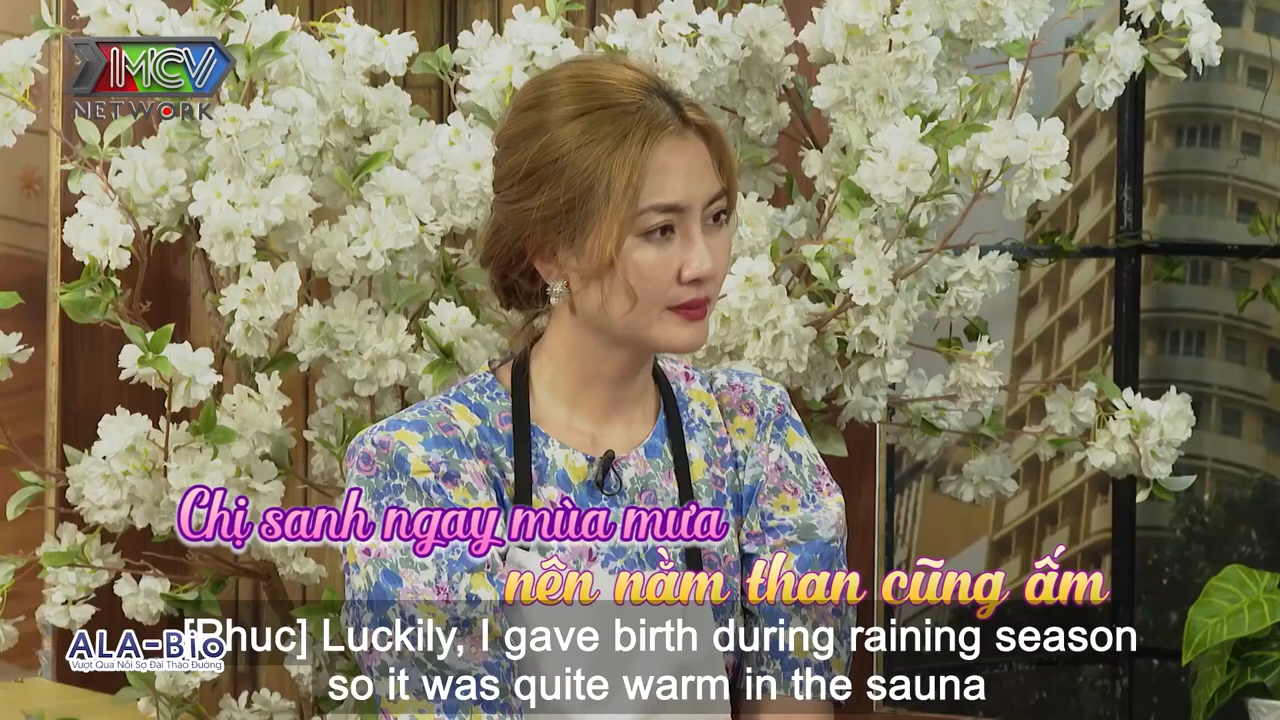 MCV
NETWORK
Chị sanh ngay mùa mưa
nên nằm than cũng ấm
[Phuc] Luckily, I gave birth during raining season
so it was quite warm in the sauna
ALA-Bio
Vượt Qua Nỗi Sợ Đái Tháo Đường